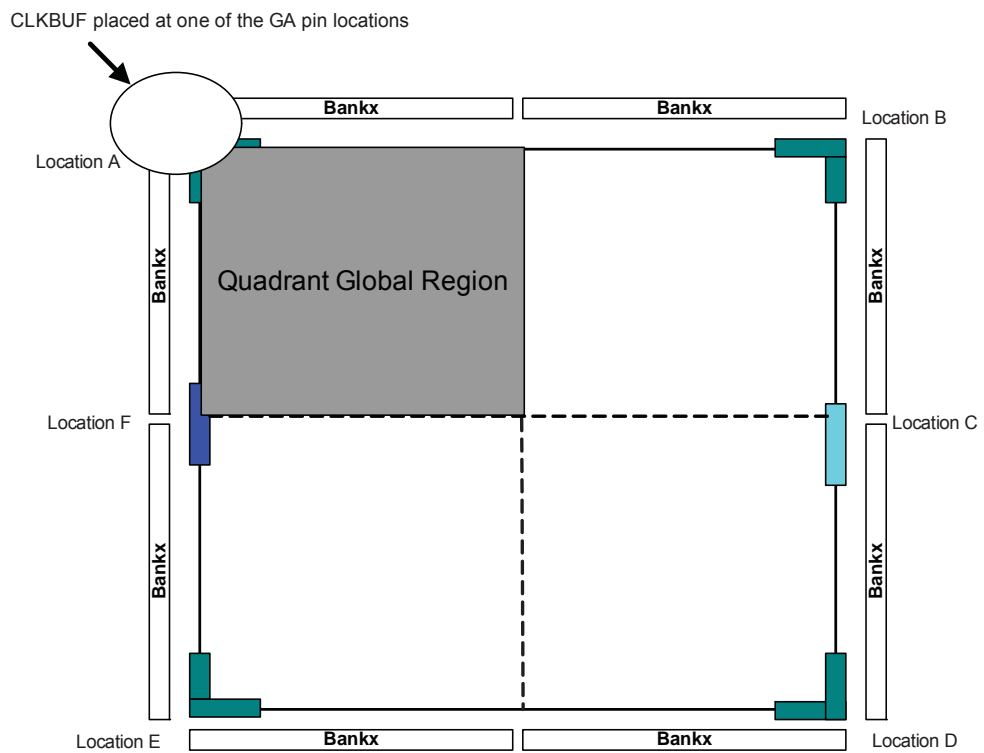 CLKBUF placed at one of the GA pin locations
Bankx
Bankx
Location B
Location A
Bankx
Quadrant Global Region
Bankx
Location F
Location C
Bankx
Bankx
Location E
Bankx
Bankx
Location D